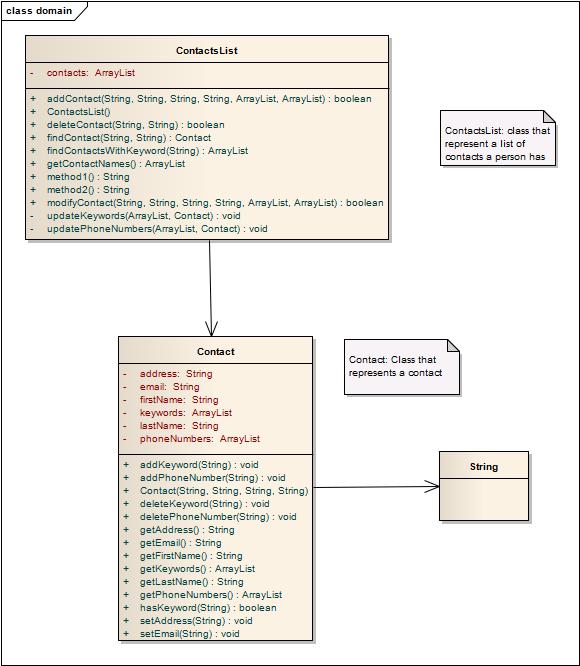 class domain
ContactsList
- contacts: ArrayList
+ addContact(String, String, String, String, ArrayList, ArrayList) : boolean
+ ContactsList()
+ deleteContact(String, String) : boolean
+ findContact(String, String) : Contact
+ findContactsWithKeyword(String) : ArrayList
+ getContactNames() : ArrayList
+ method1() : String
+ method2() : String
+ modifyContact(String, String, String, String, ArrayList, ArrayList) : boolean
- updateKeywords(ArrayList, Contact) : void
- updatePhoneNumbers(ArrayList, Contact) : void
ContactsList: class that
represent a list of
contacts a person has
Contact
- address: String
- email: String
- firstName: String
- keywords: ArrayList
- lastName: String
- phoneNumbers: ArrayList
+ addKeyword(String) : void
+ addPhoneNumber(String) : void
+ Contact(String, String, String, String)
+ deleteKeyword(String) : void
+ deletePhoneNumber(String) : void
+ getAddress() : String
+ getEmail() : String
+ getFirstName() : String
+ getKeywords() : ArrayList
+ getLastName() : String
+ getPhoneNumbers() : ArrayList
+ hasKeyword(String) : boolean
+ setAddress(String) : void
+ setEmail(String) : void
Contact: Class that
represents a contact
String